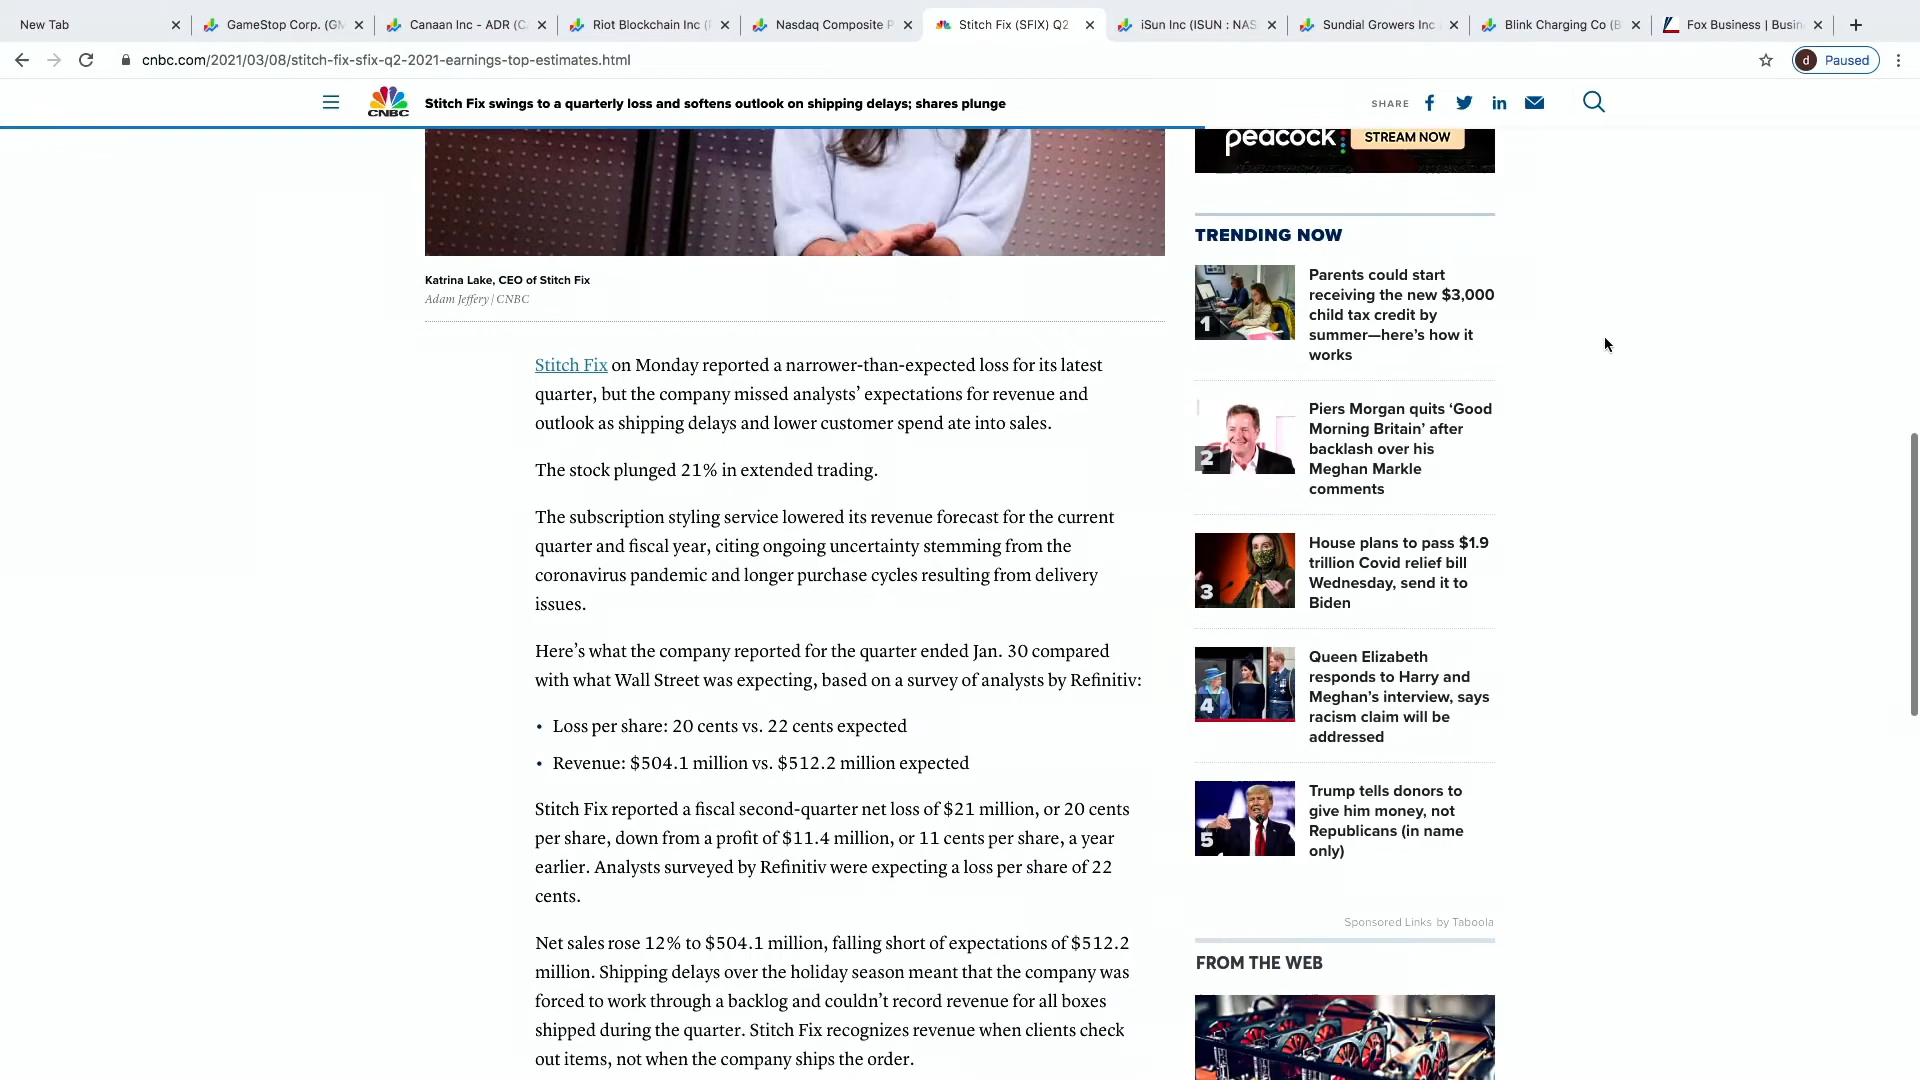 New Tab
GameStop Corp. (GM
Canaan Inc - ADR (C
Riot Blockchain Inc (
Nasdaq Composite P
Stitch Fix (SFIX) Q2
iSun Inc (ISUN : NAS
Sundial Growers Inc
Blink Charging Co (B
Fox Business | Busin
cnbc.com/2021/03/08/stitch-fix-sfix-q2-2021-earnings-top-estimates.html
d
Paused
CNBC
Stitch Fix swings to a quarterly loss and softens outlook on shipping delays; shares plunge
SHARE
peacock
STREAM NOW
Katrina Lake, CEO of Stitch Fix
Adam Jeffery | CNBC
Stitch Fix on Monday reported a narrower-than-expected loss for its latest
quarter, but the company missed analysts’ expectations for revenue and
outlook as shipping delays and lower customer spend ate into sales.
The stock plunged 21% in extended trading.
The subscription styling service lowered its revenue forecast for the current
quarter and fiscal year, citing ongoing uncertainty stemming from the
coronavirus pandemic and longer purchase cycles resulting from delivery
issues.
Here’s what the company reported for the quarter ended Jan. 30 compared
with what Wall Street was expecting, based on a survey of analysts by Refinitiv:
• Loss per share: 20 cents vs. 22 cents expected
• Revenue: $504.1 million vs. $512.2 million expected
Stitch Fix reported a fiscal second-quarter net loss of $21 million, or 20 cents
per share, down from a profit of $11.4 million, or 11 cents per share, a year
earlier. Analysts surveyed by Refinitiv were expecting a loss per share of 22
cents.
Net sales rose 12% to $504.1 million, falling short of expectations of $512.2
million. Shipping delays over the holiday season meant that the company was
forced to work through a backlog and couldn’t record revenue for all boxes
shipped during the quarter. Stitch Fix recognizes revenue when clients check
out items, not when the company ships the order.
TRENDING NOW
1
Parents could start
receiving the new $3,000
child tax credit by
summer—here’s how it
works
2
Piers Morgan quits ‘Good
Morning Britain’ after
backlash over his
Meghan Markle
comments
3
House plans to pass $1.9
trillion Covid relief bill
Wednesday, send it to
Biden
4
Queen Elizabeth
responds to Harry and
Meghan’s interview, says
racism claim will be
addressed
5
Trump tells donors to
give him money, not
Republicans (in name
only)
Sponsored Links by Taboola
FROM THE WEB